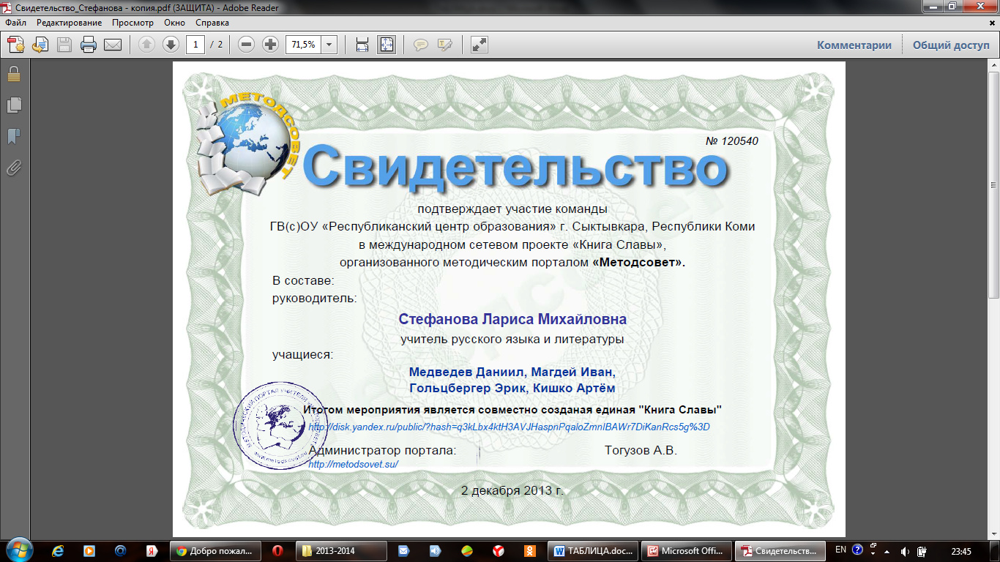 Свидетельство_Стефанова - копия.pdf (ЗАЩИТА) - Adobe Reader
Файл Редактирование Просмотр Окно Справка
1 / 2 71,5% Комментарии Общий доступ
МЕТОДСОВЕТ
№ 120540
Свидетельство
подтверждает участие команды
ГВ(с)ОУ «Республиканский центр образования» г. Сыктывкара, Республики Коми
в международном сетевом проекте «Книга Славы»,
организованного методическим порталом «Методсовет».
В составе:
руководитель:
Стефанова Лариса Михайловна
учитель русского языка и литературы
учащиеся:
Медведев Даниил, Магдей Иван,
Гольцбергер Эрик, Кишко Артём
Итогом мероприятия является совместно созданая единая "Книга Славы"
http://disk.yandex.ru/public/?hash=q3kLbx4ktH3AVJHaspnPqaloZmnIBAWr7DiKanRcs5g%3D
Администратор портала: Тогузов А.В.
http://metodsovet.su/
2 декабря 2013 г.
Добро пожал... 2013-2014 ТАБЛИЦА.doc... Microsoft Offi... Свидетельств... EN 23:45